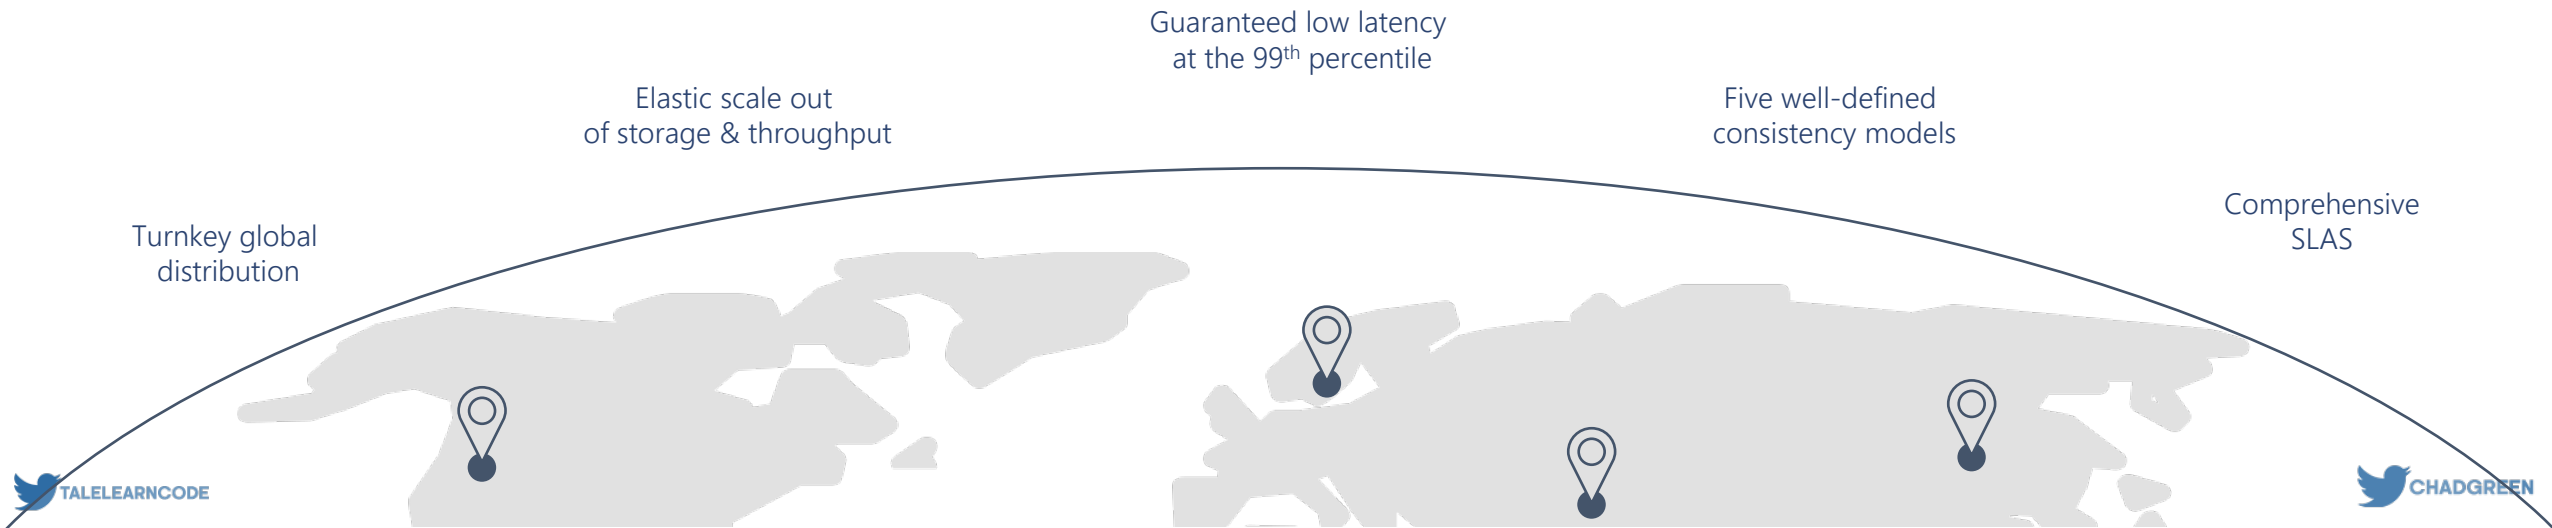 Guaranteed low latency
at the 99th percentile
Elastic scale out
of storage & throughput
Five well-defined
consistency models
Turnkey global
distribution
Comprehensive
SLAS
TALELEARNCODE
CHADGREEN